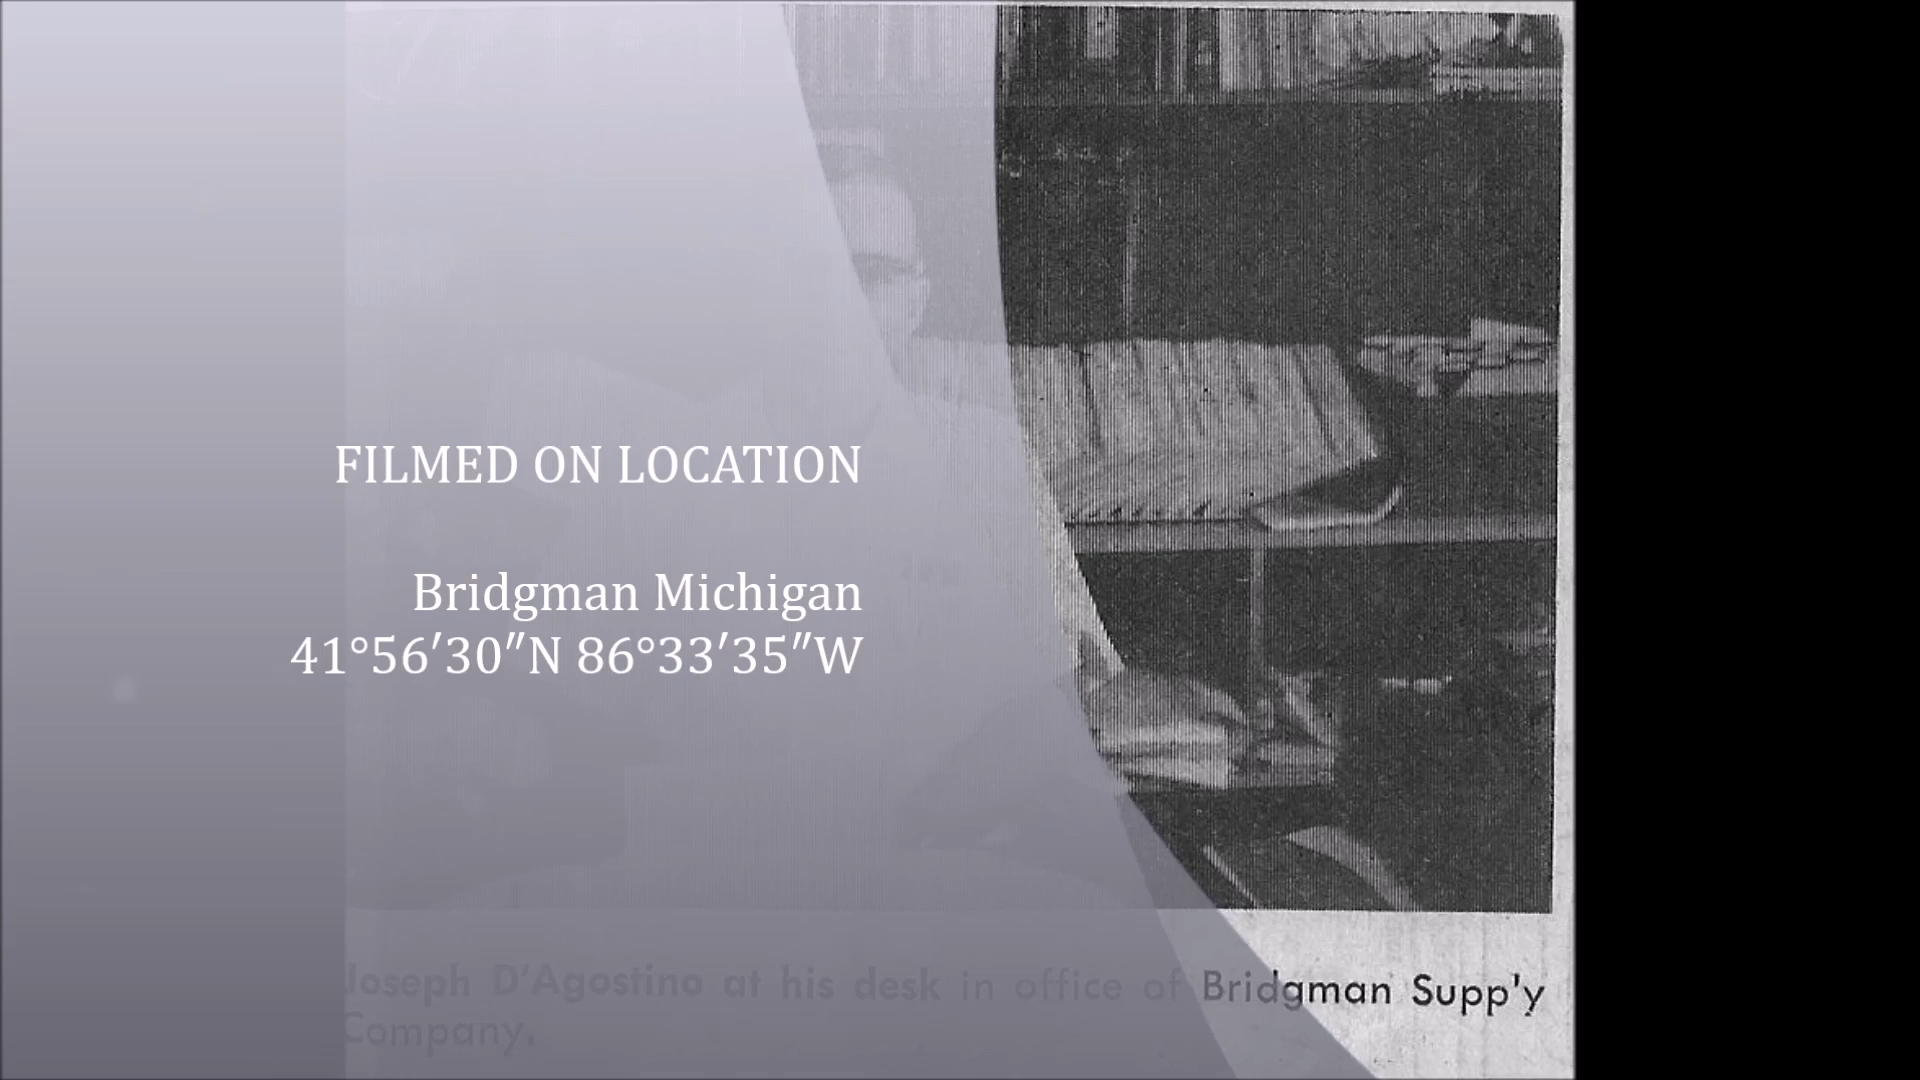 FILMED ON LOCATION
Bridgman Michigan
41°56′30″N 86°33′35″W
Joseph D'Agostino at his desk in office of Bridgman Supp'y
Company.